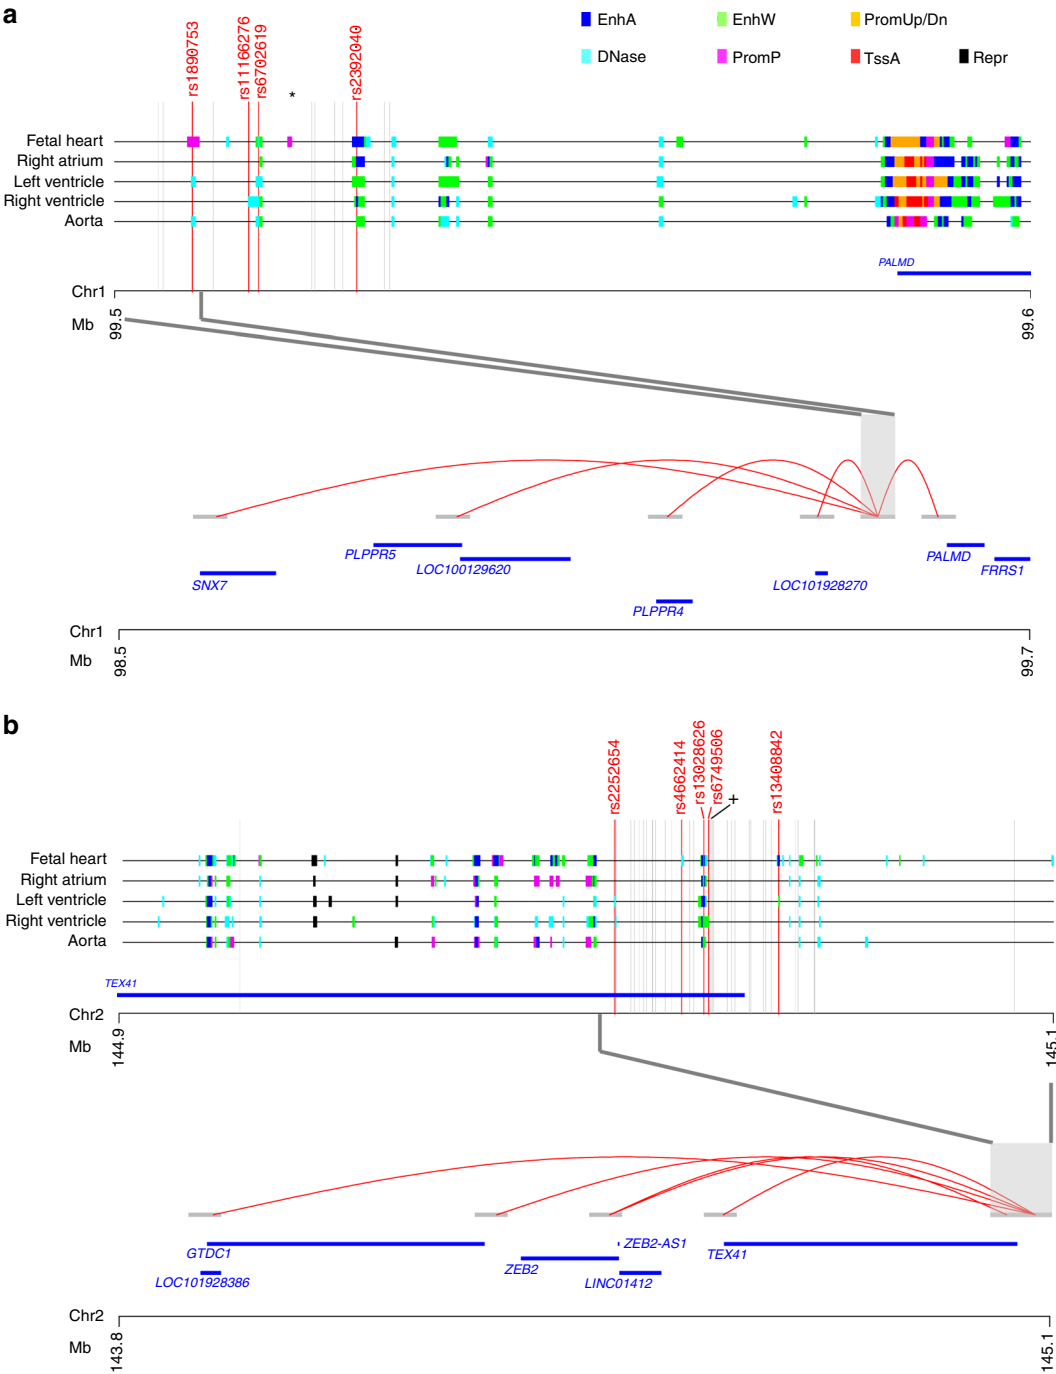 a
EnhA
EnhW
PromUp/Dn
DNase
PromP
TssA
Repr
rs1890753
rs11166276
rs6702619
*
rs2392040
Fetal heart
Right atrium
Left ventricle
Right ventricle
Aorta
PALMD
Chr1
Mb
99.5
99.6
PLPPR5
LOC100129620
SNX7
PLPPR4
LOC101928270
PALMD
FRRS1
Chr1
Mb
98.5
99.7
b
rs2252654
rs4662414
rs13028626
rs6749506
+
rs13408842
Fetal heart
Right atrium
Left ventricle
Right ventricle
Aorta
TEX41
Chr2
Mb
144.9
145.1
GTDC1
LOC101928386
ZEB2
ZEB2-AS1
LINC01412
TEX41
Chr2
Mb
143.8
145.1